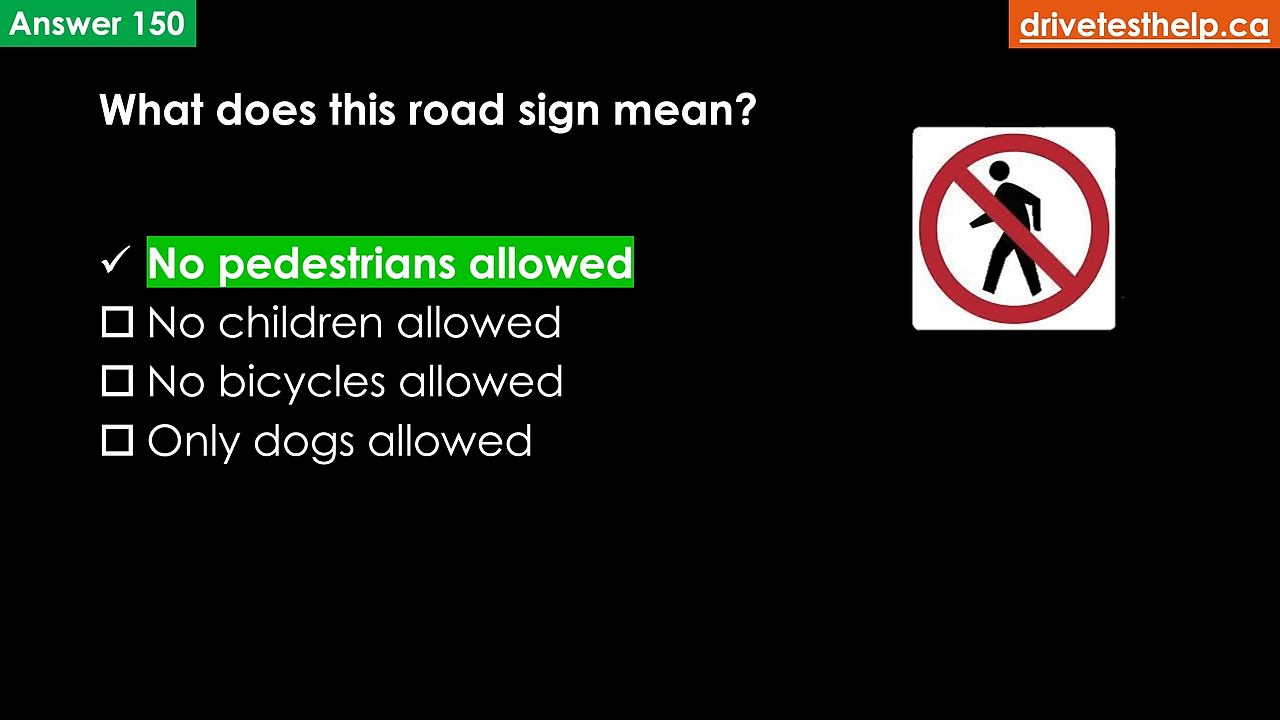 Answer 150
drivetesthelp.ca
What does this road sign mean?
No pedestrians allowed
No children allowed
No bicycles allowed
Only dogs allowed